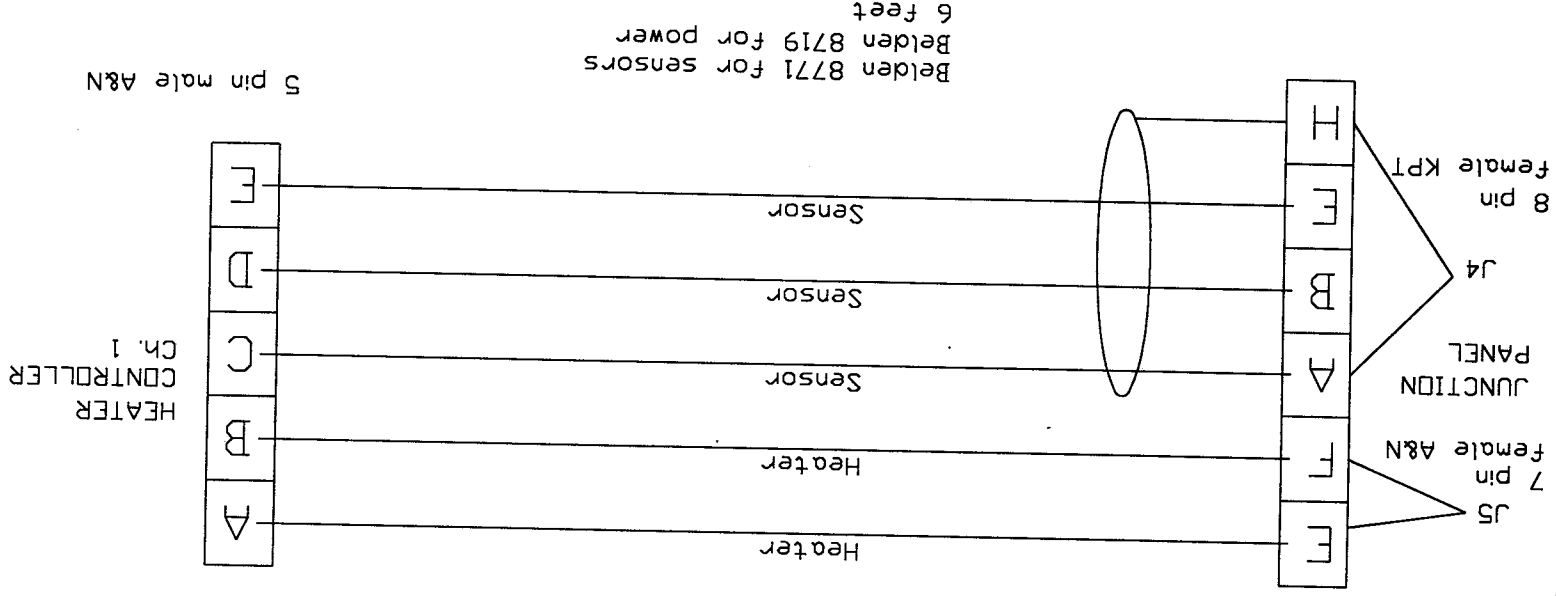 J5
7 pin
female A&N
JUNCTION
PANEL
J4
8 pin
female KPT
E
F
A
B
E
H
Heater
Heater
Sensor
Sensor
Sensor
A
B
C
D
E
HEATER
CONTROLLER
Ch. 1
5 pin male A&N
Belden 8771 for sensors
Belden 8719 for power
6 feet